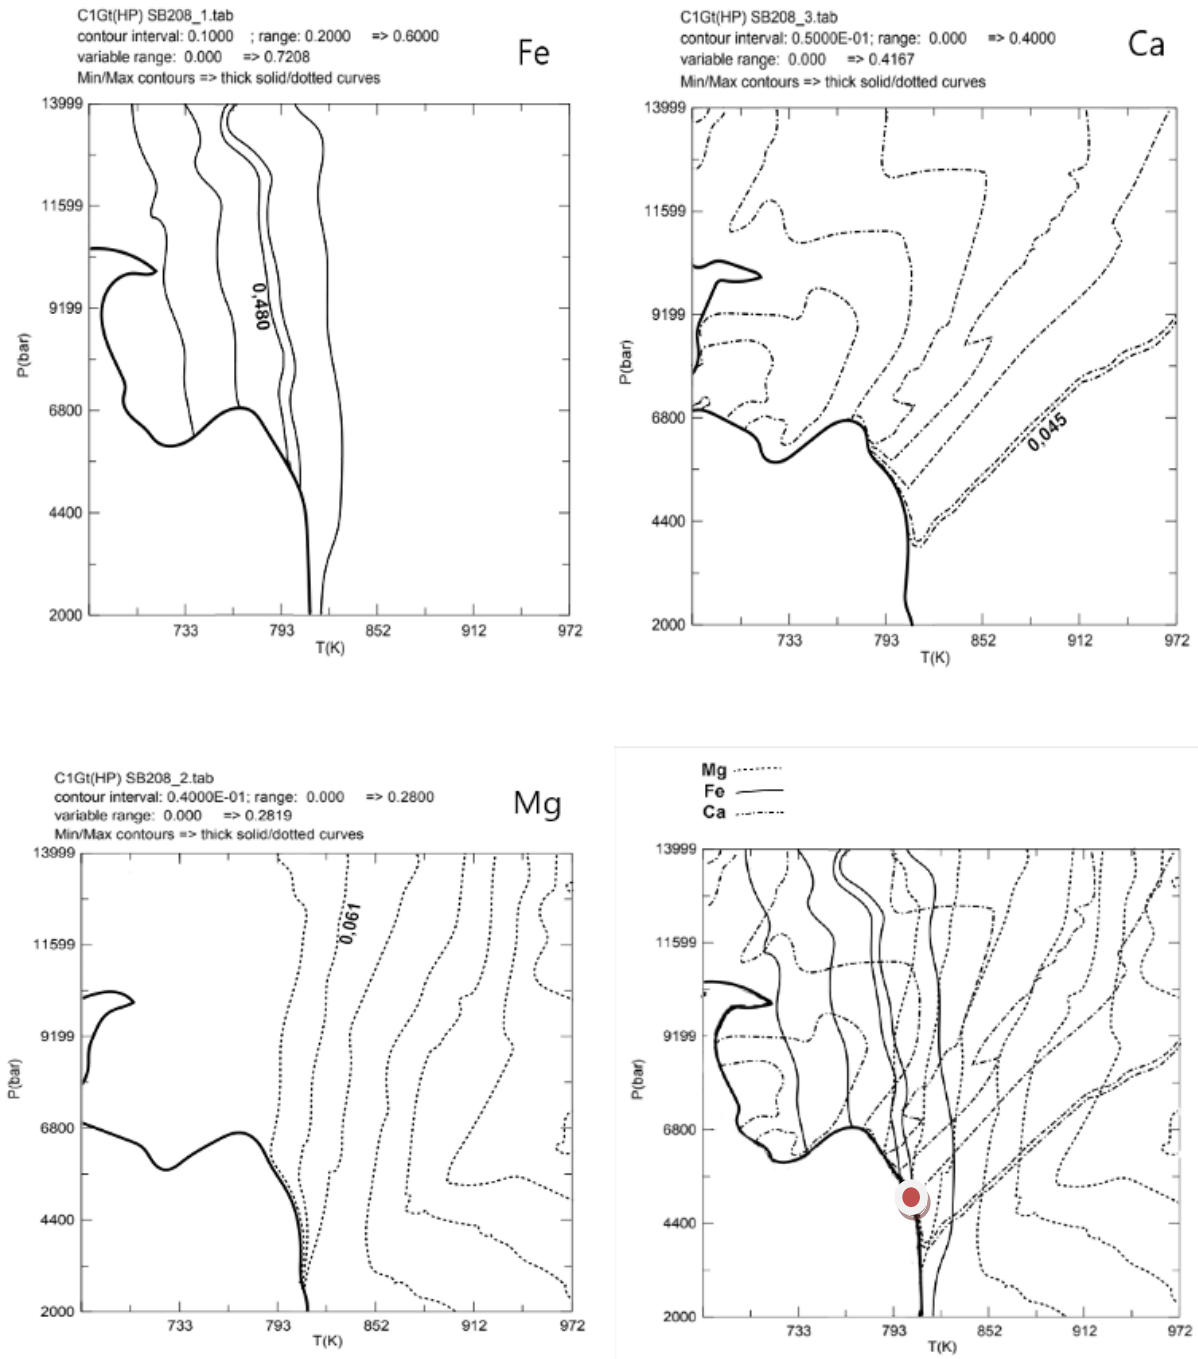 C1Gt(HP) SB208_1.tab
contour interval: 0.1000 ; range: 0.2000 => 0.6000
variable range: 0.000 => 0.7208
Min/Max contours => thick solid/dotted curves
Fe
13999
11599
9199
6800
4400
2000
P(bar)
0,480
733
793
852
912
972
T(K)
C1Gt(HP) SB208_3.tab
contour interval: 0.5000E-01; range: 0.000 => 0.4000
variable range: 0.000 => 0.4167
Min/Max contours => thick solid/dotted curves
Ca
13999
11599
9199
6800
4400
2000
P(bar)
0,045
733
793
852
912
972
T(K)
C1Gt(HP) SB208_2.tab
contour interval: 0.4000E-01; range: 0.000 => 0.2800
variable range: 0.000 => 0.2819
Min/Max contours => thick solid/dotted curves
Mg
13999
11599
9199
6800
4400
2000
P(bar)
0,061
733
793
852
912
972
T(K)
Mg
Fe
Ca
13999
11599
9199
6800
4400
2000
P(bar)
733
793
852
912
972
T(K)